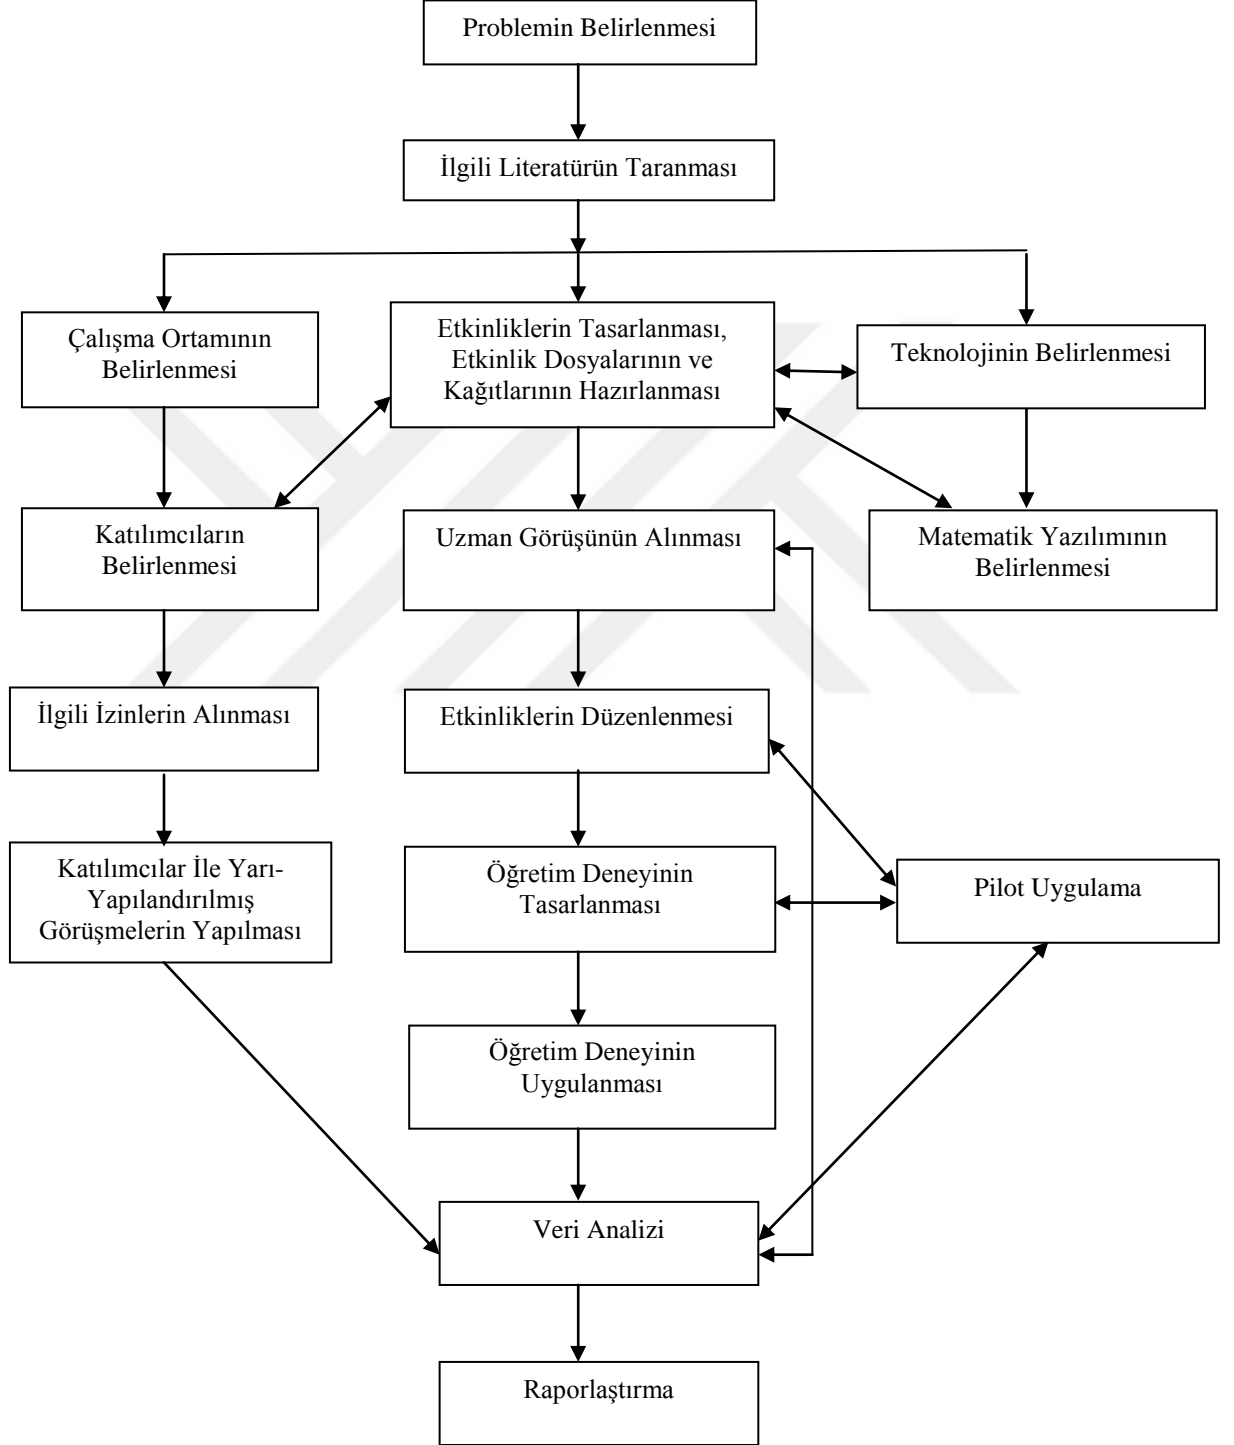 Problemin Belirlenmesi
İlgili Literatürün Taranması
Çalışma Ortamının
Belirlenmesi
Etkinliklerin Tasarlanması,
Etkinlik Dosyalarının ve
Kağıtlarının Hazırlanması
Teknolojinin Belirlenmesi
Katılımcıların
Belirlenmesi
Uzman Görüşünün Alınması
Matematik Yazılımının
Belirlenmesi
İlgili İzinlerin Alınması
Etkinliklerin Düzenlenmesi
Katılımcılar İle Yarı-
Yapılandırılmış
Görüşmelerin Yapılması
Öğretim Deneyinin
Tasarlanması
Pilot Uygulama
Öğretim Deneyinin
Uygulanması
Veri Analizi
Raporlaştırma